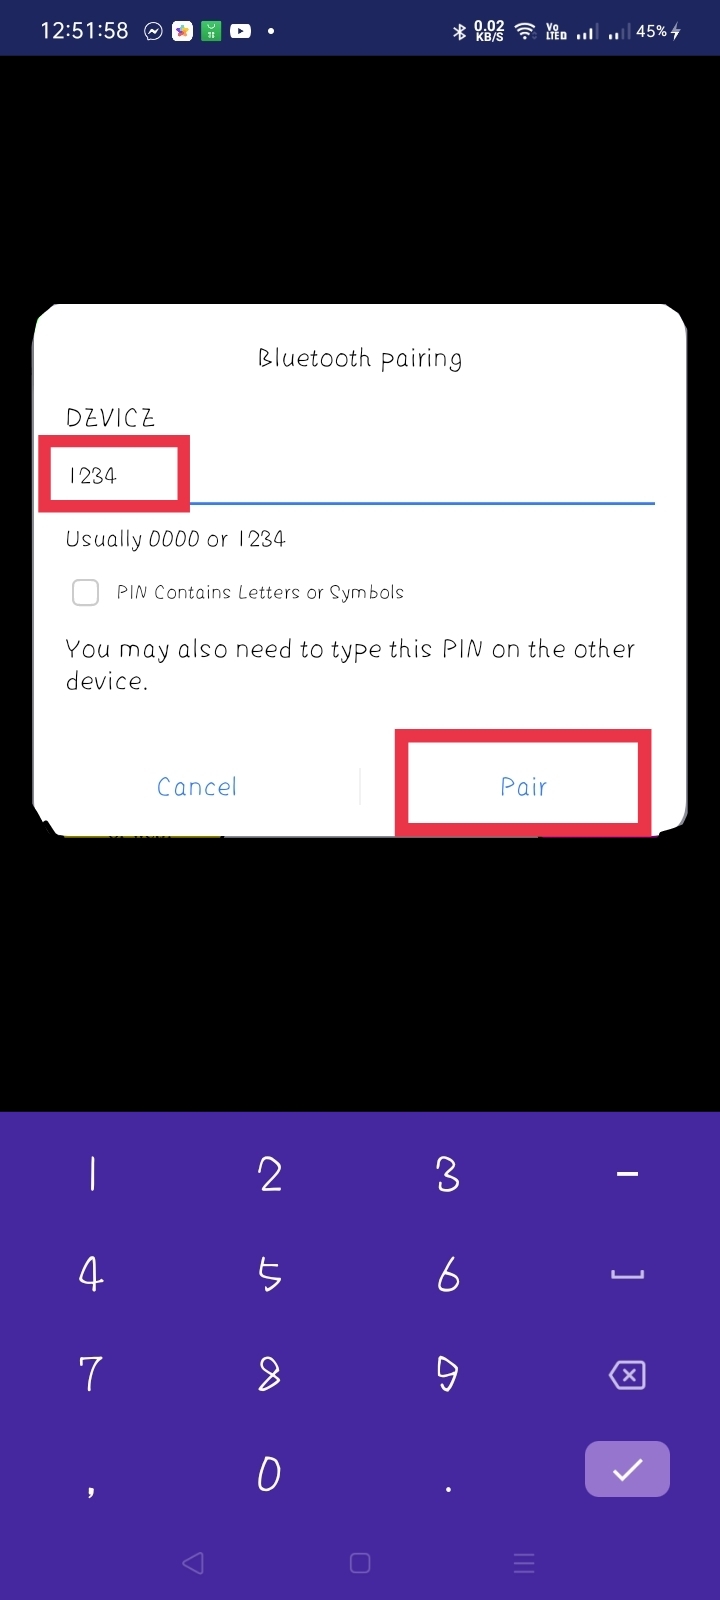 12:51:58 0.02 KB/S Vo LTED 45%
Bluetooth pairing
DEVICE
1234
Usually 0000 or 1234
PIN Contains Letters or Symbols
You may also need to type this PIN on the other
device.
Cancel Pair
1 2 3 -
4 5 6
7 8 9
, 0 .